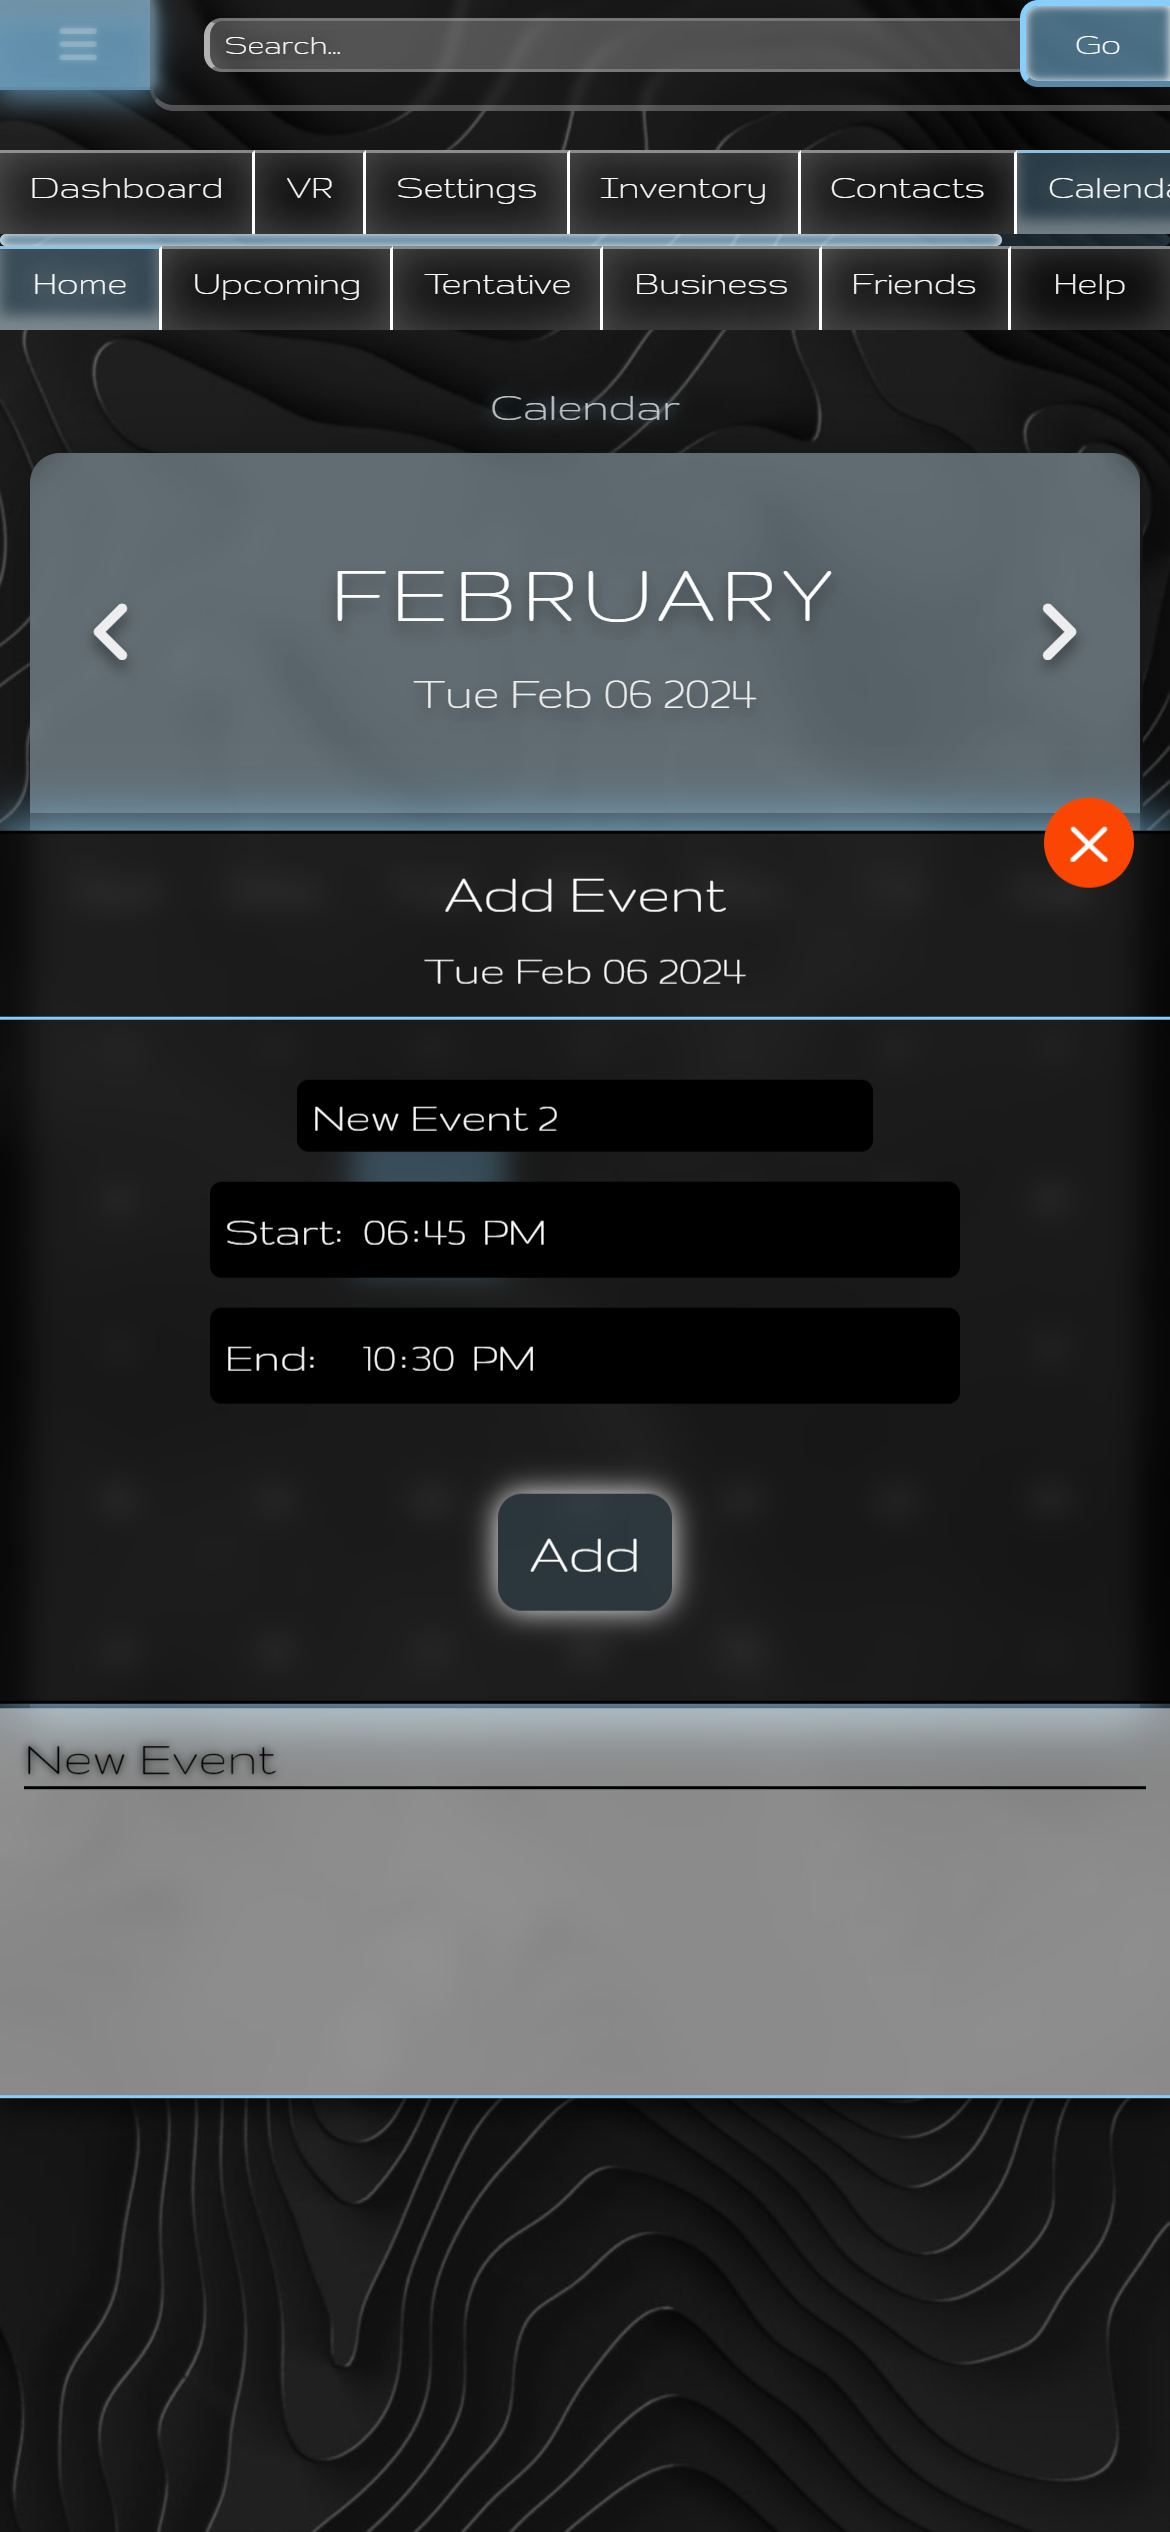 Search... Go
Dashboard VR Settings Inventory Contacts Calenda
Home Upcoming Tentative Business Friends Help
Calendar
FEBRUARY
Tue Feb 06 2024
Add Event
Tue Feb 06 2024
New Event 2
Start: 06:45 PM
End: 10:30 PM
Add
New Event